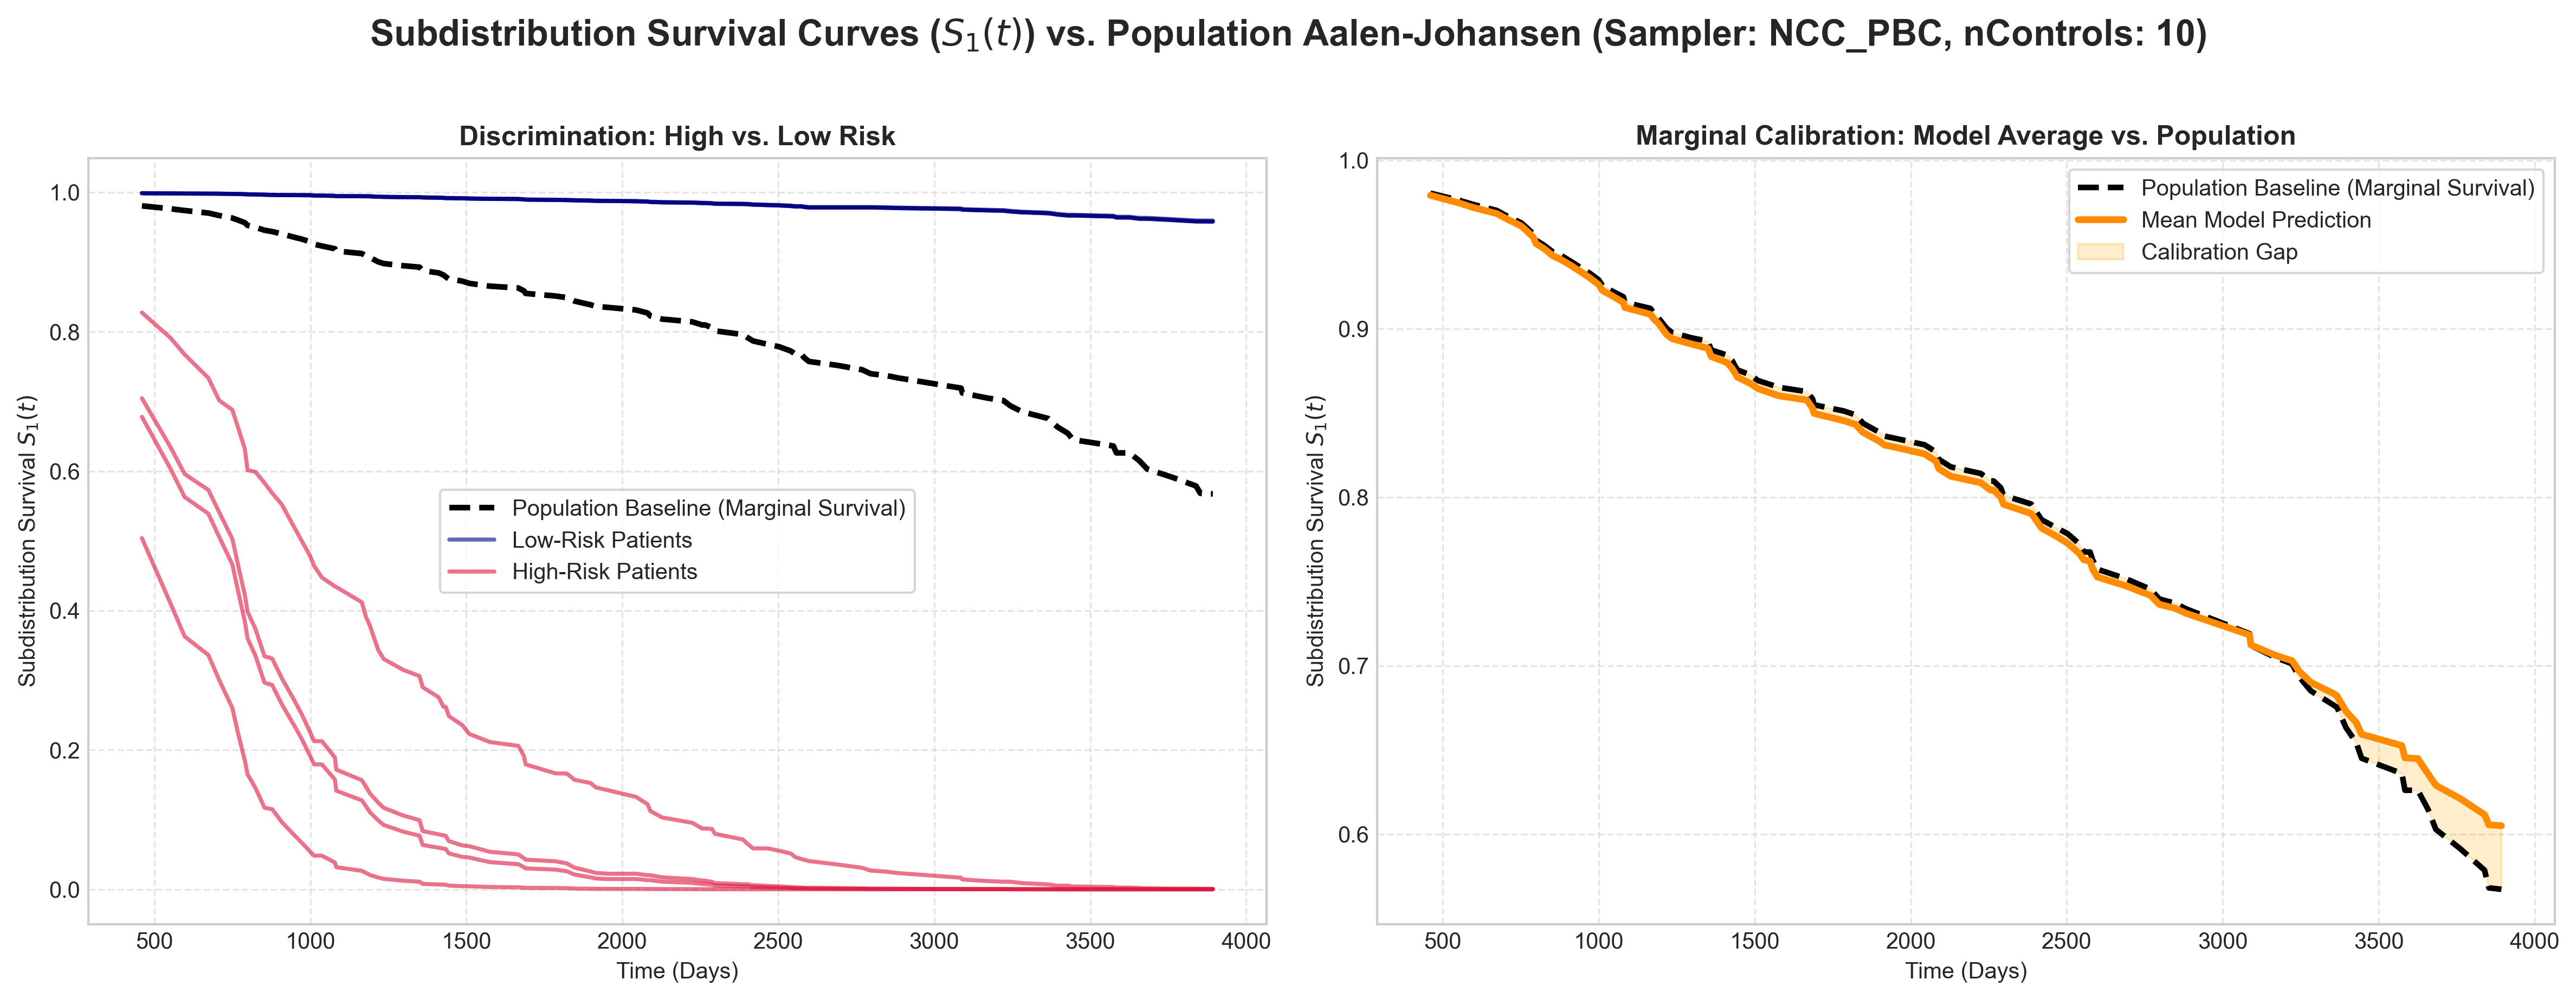 Subdistribution Survival Curves (S₁(t)) vs. Population Aalen-Johansen (Sampler: NCC_PBC, nControls: 10)
Discrimination: High vs. Low Risk
Subdistribution Survival S₁(t)
1.0
0.8
0.6
0.4
0.2
0.0
Population Baseline (Marginal Survival)
Low-Risk Patients
High-Risk Patients
500 1000 1500 2000 2500 3000 3500 4000
Time (Days)
Marginal Calibration: Model Average vs. Population
Subdistribution Survival S₁(t)
1.0
0.9
0.8
0.7
0.6
Population Baseline (Marginal Survival)
Mean Model Prediction
Calibration Gap
500 1000 1500 2000 2500 3000 3500 4000
Time (Days)